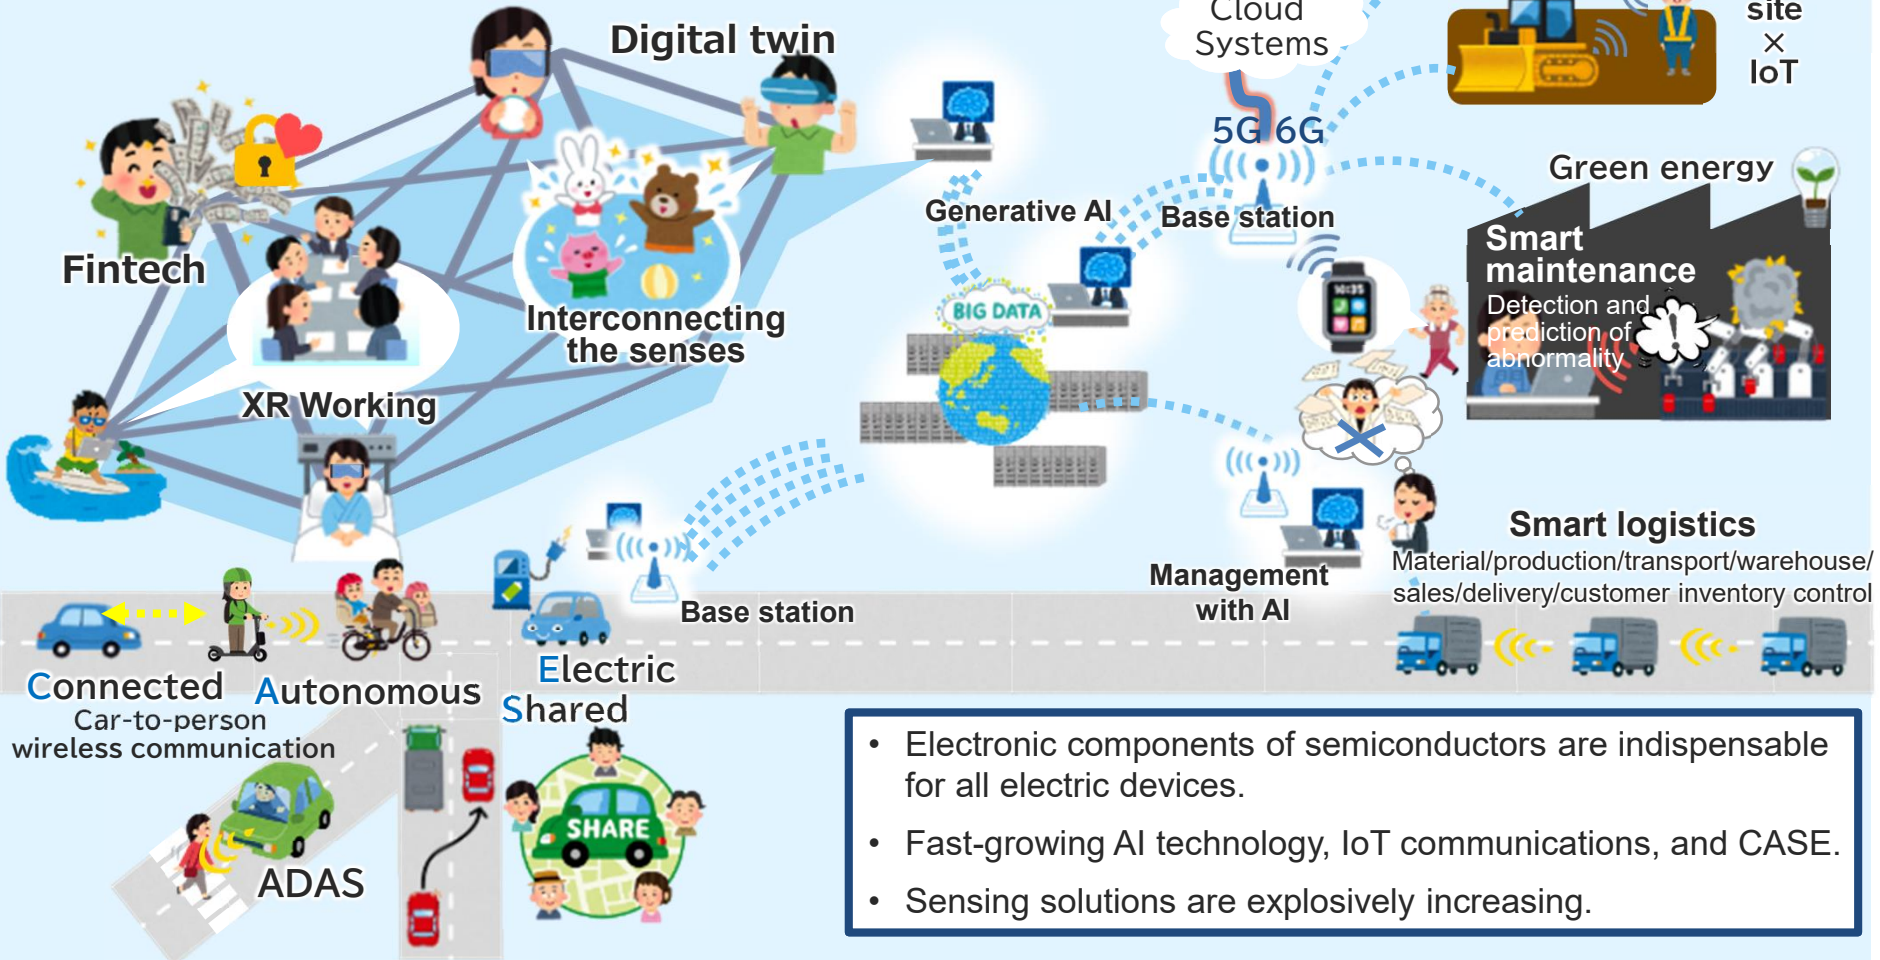 Digital twin
Cloud
Systems
site
×
IoT
5G 6G
Fintech
Generative AI
Base station
Green energy
Smart
maintenance
Detection and
prediction of
abnormality
10:35
BIG DATA
Interconnecting
the senses
XR Working
Base station
Management
with AI
Smart logistics
Material/production/transport/warehouse/
sales/delivery/customer inventory control
Connected
Car-to-person
wireless communication
Autonomous
Electric
Shared
SHARE
ADAS
• Electronic components of semiconductors are indispensable
for all electric devices.
• Fast-growing AI technology, IoT communications, and CASE.
• Sensing solutions are explosively increasing.